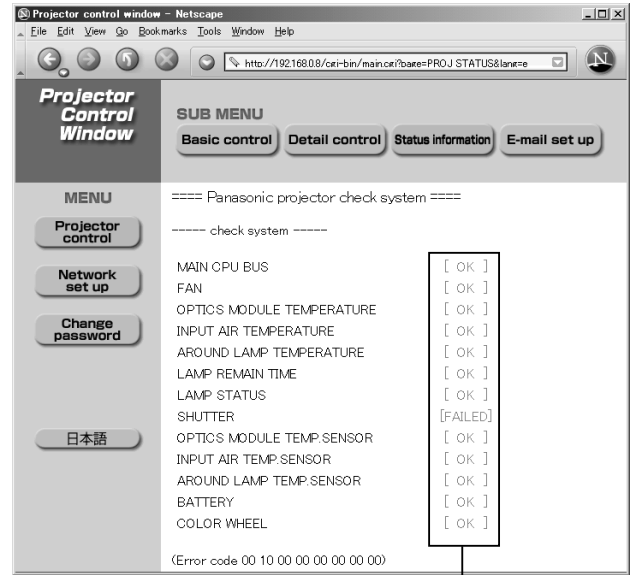 Projector control window - Netscape
File Edit View Go Bookmarks Tools Window Help
http://192.168.0.8/cgi-bin/main.cgi?page=PROJ STATUS&lang=e
N
Projector
Control
Window
SUB MENU
Basic control Detail control Status information E-mail set up
MENU
Projector
control
Network
set up
Change
password
日本語
==== Panasonic projector check system ====
----- check system -----
MAIN CPU BUS [ OK ]
FAN [ OK ]
OPTICS MODULE TEMPERATURE [ OK ]
INPUT AIR TEMPERATURE [ OK ]
AROUND LAMP TEMPERATURE [ OK ]
LAMP REMAIN TIME [ OK ]
LAMP STATUS [ OK ]
SHUTTER [FAILED]
OPTICS MODULE TEMP.SENSOR [ OK ]
INPUT AIR TEMP.SENSOR [ OK ]
AROUND LAMP TEMP.SENSOR [ OK ]
BATTERY [ OK ]
COLOR WHEEL [ OK ]
(Error code 00 10 00 00 00 00 00 00)